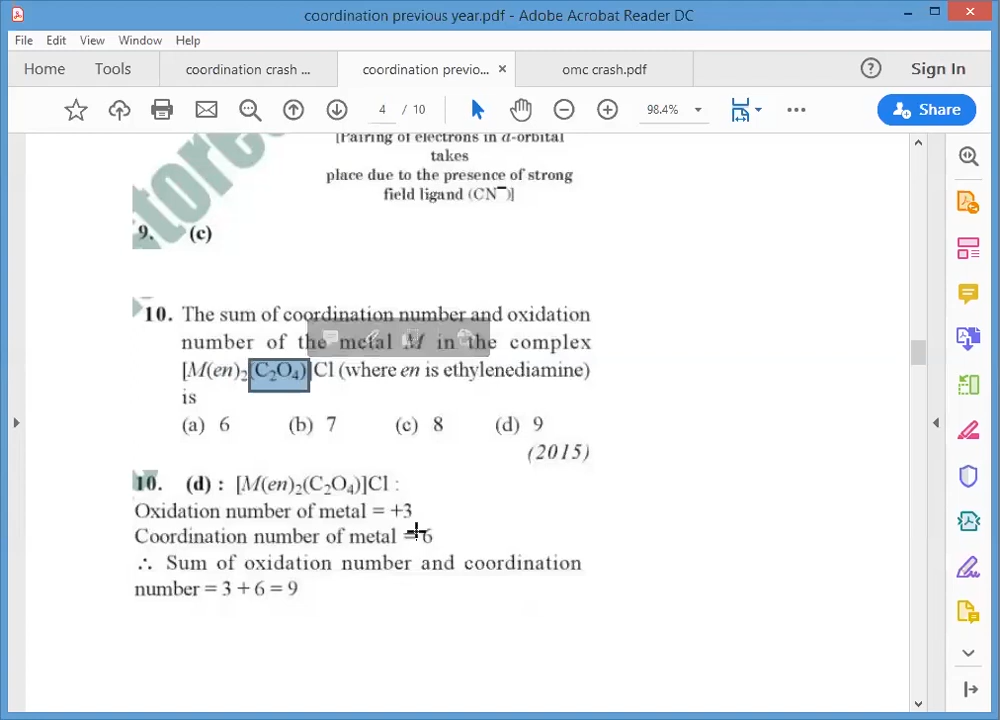 coordination previous year.pdf - Adobe Acrobat Reader DC
File Edit View Window Help
Home Tools coordination crash ... coordination previo... × omc crash.pdf ? Sign In
4 / 10 98.4% Share
[Pairing of electrons in d-orbital
takes
place due to the presence of strong
field ligand (CN⁻)]
tore
9. (c)
10. The sum of coordination number and oxidation
number of the metal M in the complex
[M(en)₂(C₂O₄)]Cl (where en is ethylenediamine)
is
(a) 6 (b) 7 (c) 8 (d) 9
(2015)
10. (d) : [M(en)₂(C₂O₄)]Cl :
Oxidation number of metal = +3
Coordination number of metal = 6
∴ Sum of oxidation number and coordination
number = 3 + 6 = 9